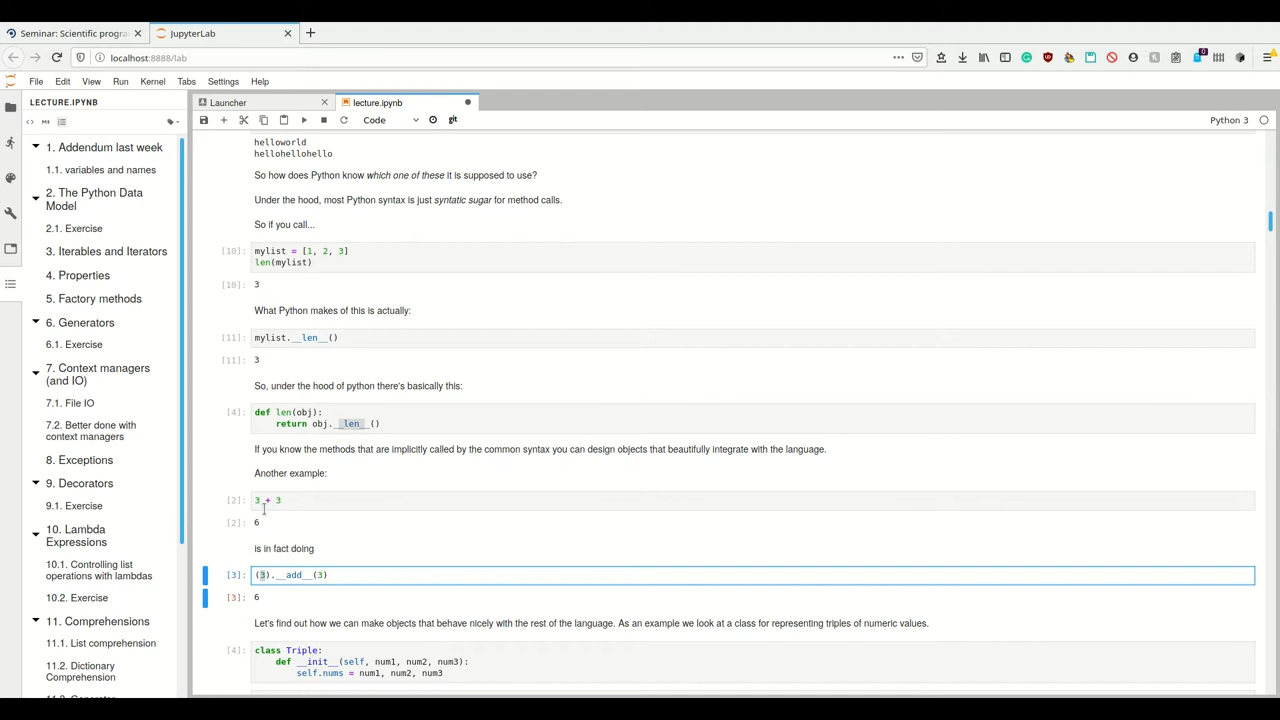 Seminar: Scientific progra
JupyterLab
localhost:8888/lab
File Edit View Run Kernel Tabs Settings Help
LECTURE.IPYNB
1. Addendum last week
1.1. variables and names
2. The Python Data
Model
2.1. Exercise
3. Iterables and Iterators
4. Properties
5. Factory methods
6. Generators
6.1. Exercise
7. Context managers
(and IO)
7.1. File IO
7.2. Better done with
context managers
8. Exceptions
9. Decorators
9.1. Exercise
10. Lambda
Expressions
10.1. Controlling list
operations with lambdas
10.2. Exercise
11. Comprehensions
11.1. List comprehension
11.2. Dictionary
Comprehension
Launcher
lecture.ipynb
Code
git
Python 3
helloworld
hellohellohello
So how does Python know which one of these it is supposed to use?
Under the hood, most Python syntax is just syntatic sugar for method calls.
So if you call...
[10]: mylist = [1, 2, 3]
len(mylist)
[10]: 3
What Python makes of this is actually:
[11]: mylist.__len__()
[11]: 3
So, under the hood of python there's basically this:
[4]: def len(obj):
return obj.__len__()
If you know the methods that are implicitly called by the common syntax you can design objects that beautifully integrate with the language.
Another example:
[2]: 3 + 3
[2]: 6
is in fact doing
[3]: (3).__add__(3)
[3]: 6
Let's find out how we can make objects that behave nicely with the rest of the language. As an example we look at a class for representing triples of numeric values.
[4]: class Triple:
def __init__(self, num1, num2, num3):
self.nums = num1, num2, num3